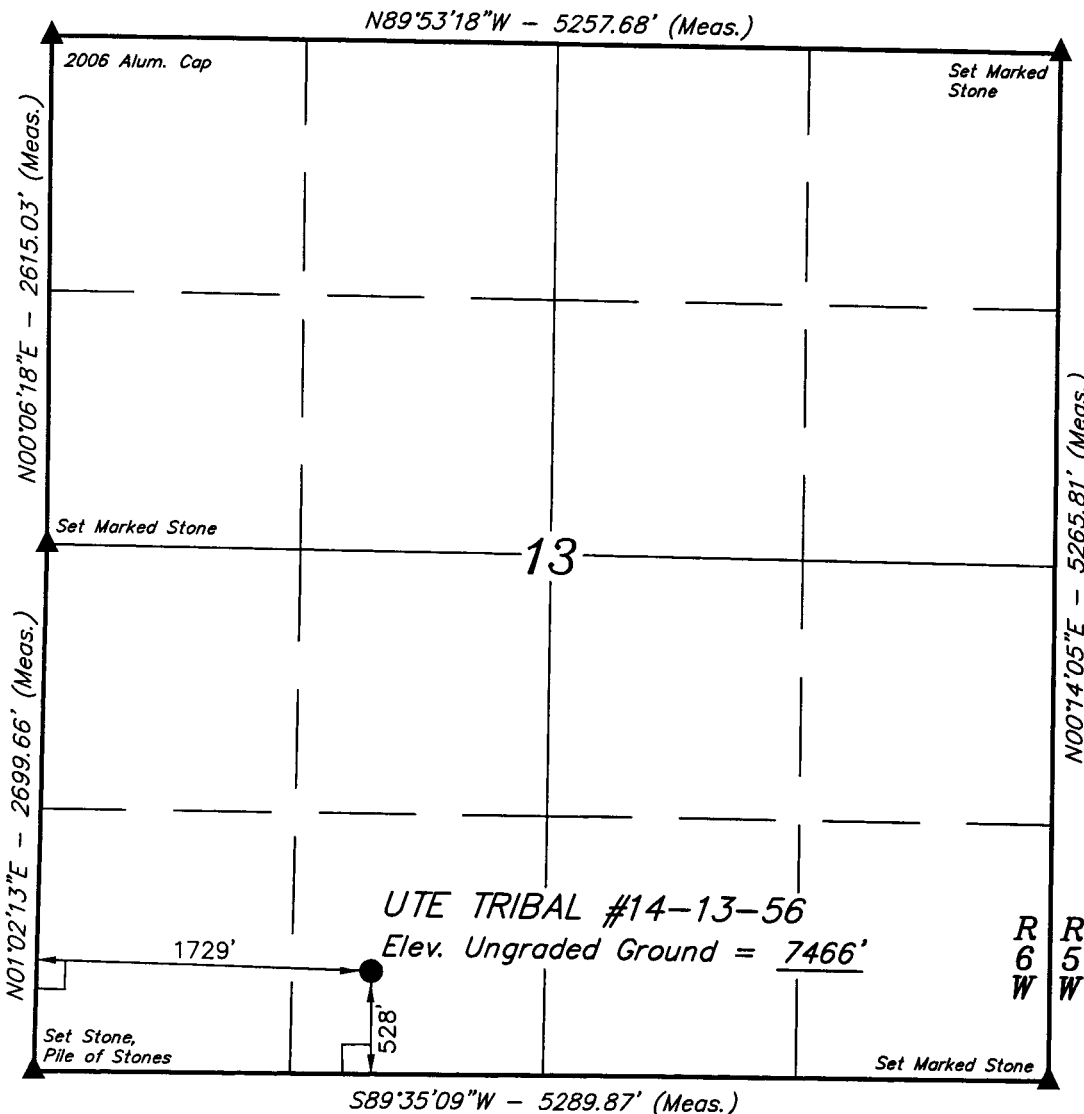 N89°53'18"W - 5257.68' (Meas.)
2006 Alum. Cap
Set Marked
Stone
N00°06'18"E - 2615.03' (Meas.)
Set Marked Stone
13
N00°14'05"E - 5265.81' (Meas.)
N01°02'13"E - 2699.66' (Meas.)
UTE TRIBAL #14-13-56
Elev. Ungraded Ground = 7466'
1729'
528'
R R
6 5
W W
Set Stone,
Pile of Stones
Set Marked Stone
S89°35'09"W - 5289.87' (Meas.)